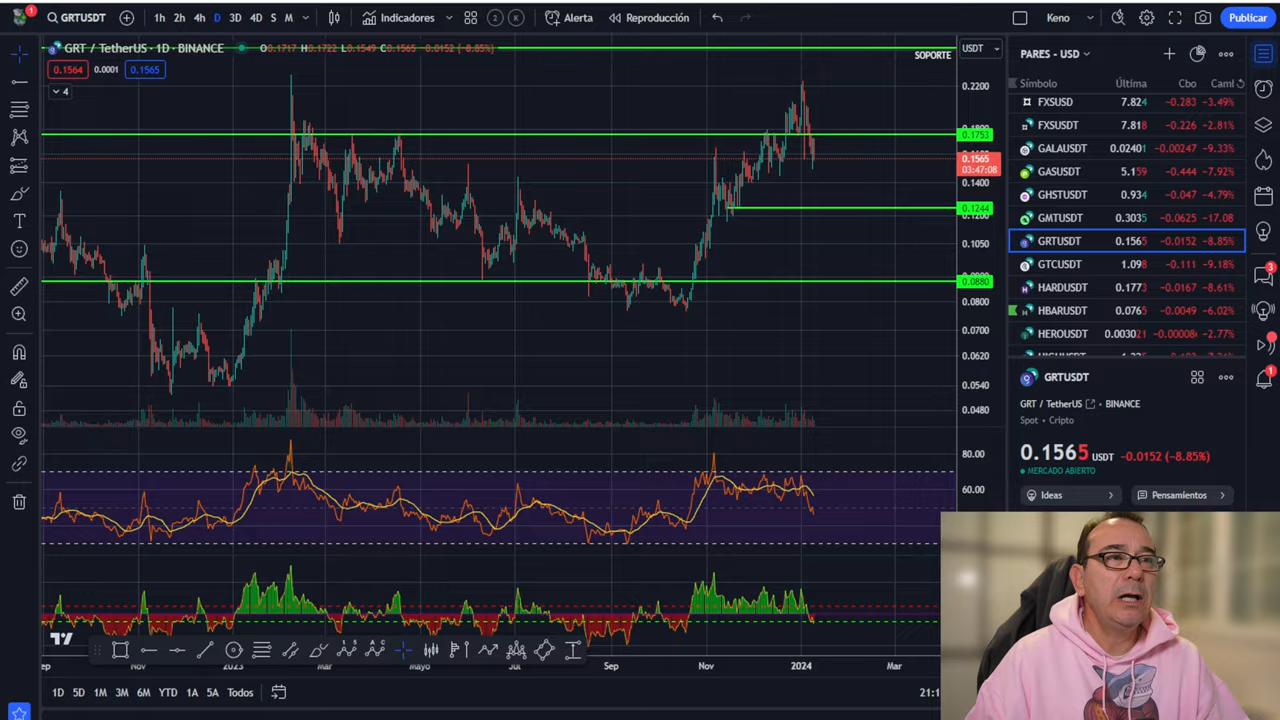 GRTUSDT
1h 2h 4h D 3D 4D S M
Indicadores
2
K
Alerta
Reproducción
Keno
Publicar
GRT / TetherUS · 1D · BINANCE O0.1717 H0.1722 L0.1549 C0.1565 -0.0152 (-8.85%)
0.1564 0.0001 0.1565
4
SOPORTE
USDT
0.2200
0.1753
0.1565
03:47:08
0.1400
0.1244
0.1200
0.1050
0.0880
0.0800
0.0700
0.0620
0.0540
0.0480
80.00
60.00
Nov 2023 Mar Mayo Jul Sep Nov 2024 Mar
1D 5D 1M 3M 6M YTD 1A 5A Todos
PARES - USD
Símbolo Última Cbo
FXSUSD 7.824 -0.283 -3.49%
FXSUSDT 7.818 -0.226 -2.81%
GALAUSDT 0.02401 -0.00247 -9.33%
GASUSDT 5.159 -0.444 -7.92%
GHSTUSDT 0.934 -0.047 -4.79%
GMTUSDT 0.3035 -0.0625 -17.08
GRTUSDT 0.1565 -0.0152 -8.85%
GTCUSDT 1.098 -0.111 -9.18%
HARDUSDT 0.1773 -0.0167 -8.61%
HBARUSDT 0.0765 -0.0049 -6.02%
HEROUSDT 0.003021 -2.77%
GRTUSDT
GRT / TetherUS · BINANCE
Spot · Cripto
0.1565 USDT -0.0152 (-8.85%)
MERCADO ABIERTO
Ideas
Pensamientos